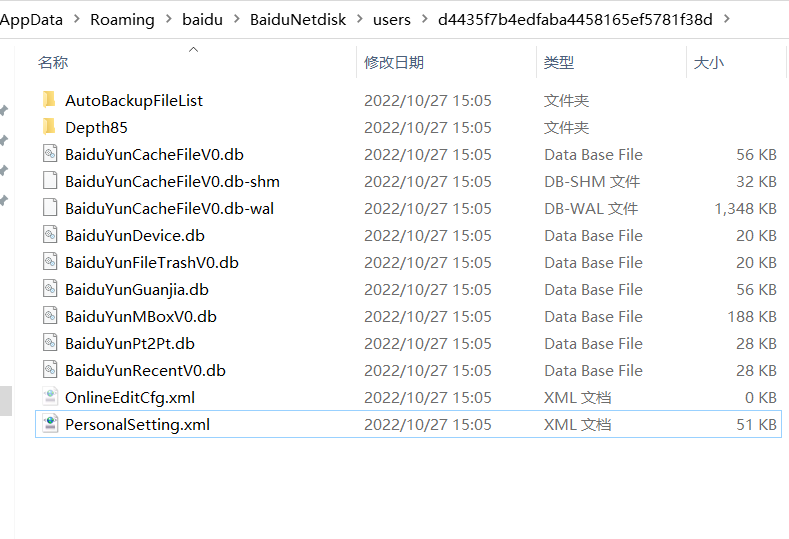 AppData > Roaming > baidu > BaiduNetdisk > users > d4435f7b4edfaba4458165ef5781f38d >
名称 修改日期 类型 大小
AutoBackupFileList 2022/10/27 15:05 文件夹
Depth85 2022/10/27 15:05 文件夹
BaiduYunCacheFileV0.db 2022/10/27 15:05 Data Base File 56 KB
BaiduYunCacheFileV0.db-shm 2022/10/27 15:05 DB-SHM 文件 32 KB
BaiduYunCacheFileV0.db-wal 2022/10/27 15:05 DB-WAL 文件 1,348 KB
BaiduYunDevice.db 2022/10/27 15:05 Data Base File 20 KB
BaiduYunFileTrashV0.db 2022/10/27 15:05 Data Base File 20 KB
BaiduYunGuanjia.db 2022/10/27 15:05 Data Base File 56 KB
BaiduYunMBoxV0.db 2022/10/27 15:05 Data Base File 188 KB
BaiduYunPt2Pt.db 2022/10/27 15:05 Data Base File 28 KB
BaiduYunRecentV0.db 2022/10/27 15:05 Data Base File 28 KB
OnlineEditCfg.xml 2022/10/27 15:05 XML 文档 0 KB
PersonalSetting.xml 2022/10/27 15:05 XML 文档 51 KB